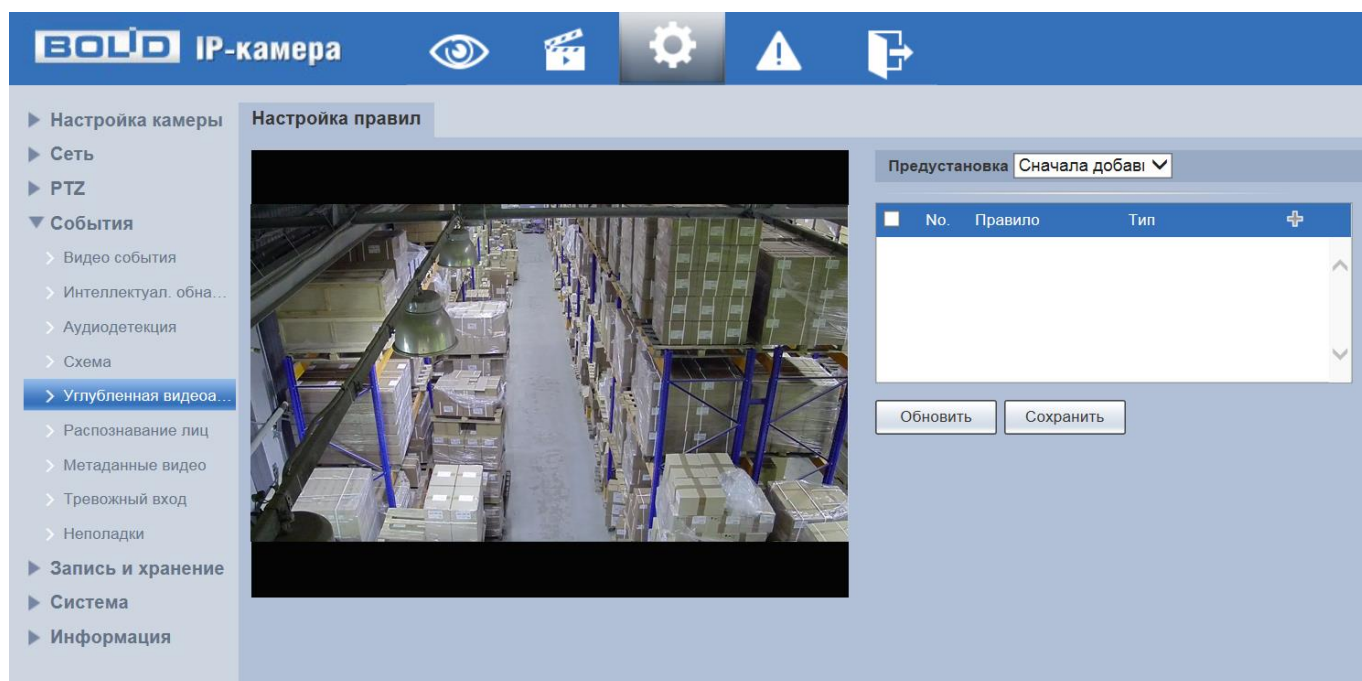 BOLID IP-камера
Настройка камеры
Сеть
PTZ
События
Видео события
Интеллектуал. обна...
Аудиодетекция
Схема
Углубленная видеоа...
Распознавание лиц
Метаданные видео
Тревожный вход
Неполадки
Запись и хранение
Система
Информация
Настройка правил
Предустановка Сначала добавı
No. Правило Тип
Обновить Сохранить